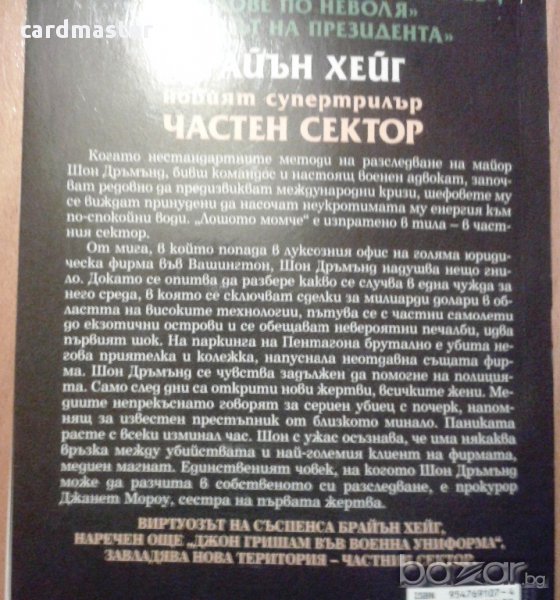 cardmaster
ОВЕ ПО НЕВОЛЯ»
ЪТ НА ПРЕЗИДЕНТА»
БРАЙЪН ХЕЙГ
новият супертрилър
ЧАСТЕН СЕКТОР
Когато нестандартните методи на разследване на майор
Шон Дръмънд, бивш командос и настоящ военен адвокат, започ-
ват редовно да предизвикват международни кризи, шефовете му
се виждат принудени да насочат неукротимата му енергия към
по-спокойни води. „Лошото момче“ е изпратено в тила – в част-
ния сектор.
От мига, в който попада в луксозния офис на голяма юриди-
ческа фирма във Вашингтон, Шон Дръмънд надушва нещо гни-
ло. Докато се опитва да разбере какво се случва в една чужда за
него среда, в която се сключват сделки за милиарди долари в об-
ластта на високите технологии, пътува се с частни самолети
до екзотични острови и се обещават невероятни печалби, идва
първият шок. На паркинга на Пентагона брутално е убита не-
гова приятелка и колежка, напуснала неотдавна същата фир-
ма. Шон Дръмънд се чувства задължен да помогне на полиция-
та. Само след дни са открити нови жертви, всичките жени. Ме-
диите непрекъснато говорят за сериен убиец с почерк, напом-
нящ за известен престъпник от близкото минало. Паниката
расте с всеки изминал час. Шон с ужас осъзнава, че има някаква
връзка между убийствата и най-големия клиент на фирмата,
медиен магнат. Единственият човек, на когото Шон Дръмънд
може да разчита в собственото си разследване, е прокурор
Джанет Мороу, сестра на първата жертва.
ВИРТУОЗЪТ НА СЪСПЕНСА БРАЙЪН ХЕЙГ,
НАРЕЧЕН ОЩЕ „ДЖОН ГРИШАМ ВЪВ ВОЕННА УНИФОРМА“,
ЗАВЛАДЯВА НОВА ТЕРИТОРИЯ – ЧАСТНИЯ СЕКТОР
bazar.bg
ISBN 954769107-4